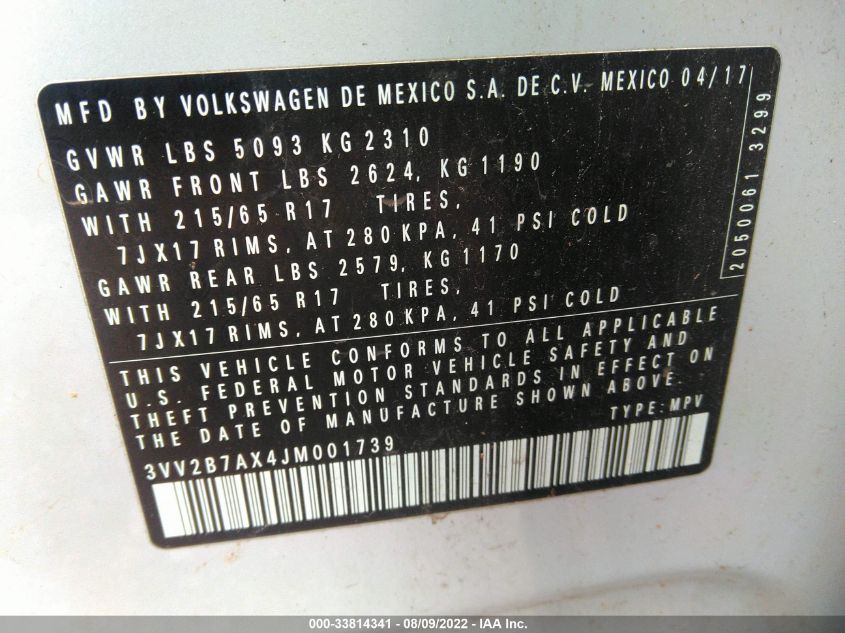 MFD BY VOLKSWAGEN DE MEXICO S.A. DE C.V. MEXICO 04/17
GVWR LBS 5093 KG 2310
GAWR FRONT LBS 2624, KG 1190
WITH 215/65 R17 TIRES,
7JX17 RIMS, AT 280KPA, 41 PSI COLD
GAWR REAR LBS 2579, KG 1170
WITH 215/65 R17 TIRES,
7JX17 RIMS, AT 280KPA, 41 PSI COLD
2050061 3299
THIS VEHICLE CONFORMS TO ALL APPLICABLE
U.S. FEDERAL MOTOR VEHICLE SAFETY AND
THEFT PREVENTION STANDARDS IN EFFECT ON
THE DATE OF MANUFACTURE SHOWN ABOVE.
TYPE: MPV
3VV2B7AX4JM001739
000-33814341 - 08/09/2022 - IAA Inc.